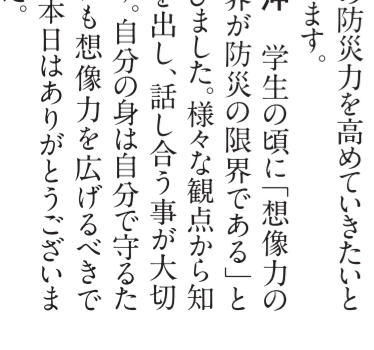 の防災力を高めていきたいと
ます。
沖　学生の頃に「想像力の
界が防災の限界である」と
びました。様々な観点から知
を出し、話し合う事が大切
す。自分の身は自分で守るた
も想像力を広げるべきで
本日はありがとうございま
た。